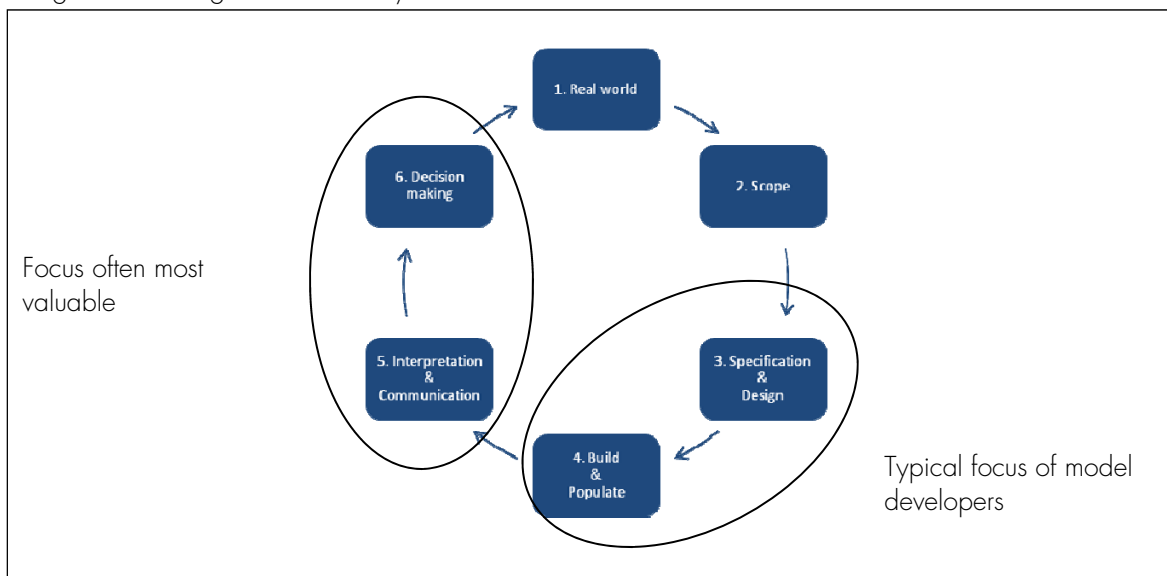 1. Real world
6. Decision
making
2. Scope
Focus often most
valuable
5. Interpretation
&
Communication
3. Specification
&
Design
4. Build
&
Populate
Typical focus of model
developers